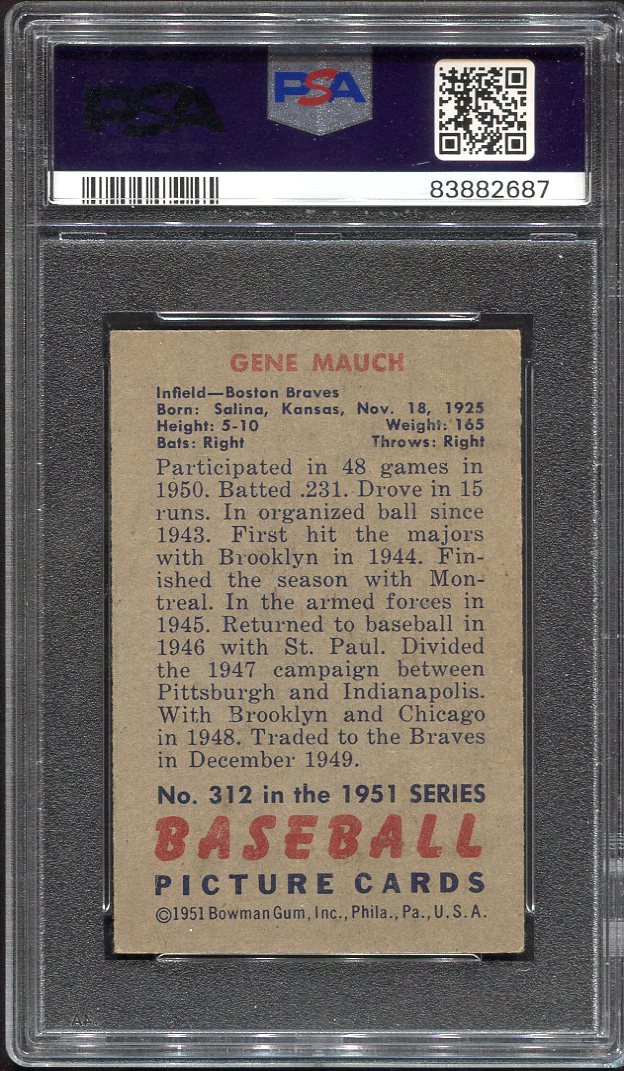 PSA
PSA
83882687
GENE MAUCH
Infield—Boston Braves
Born: Salina, Kansas, Nov. 18, 1925
Height: 5-10 Weight: 165
Bats: Right Throws: Right
Participated in 48 games in
1950. Batted .231. Drove in 15
runs. In organized ball since
1943. First hit the majors
with Brooklyn in 1944. Fin-
ished the season with Mon-
treal. In the armed forces in
1945. Returned to baseball in
1946 with St. Paul. Divided
the 1947 campaign between
Pittsburgh and Indianapolis.
With Brooklyn and Chicago
in 1948. Traded to the Braves
in December 1949.
No. 312 in the 1951 SERIES
BASEBALL
PICTURE CARDS
©1951 Bowman Gum, Inc., Phila., Pa., U.S.A.